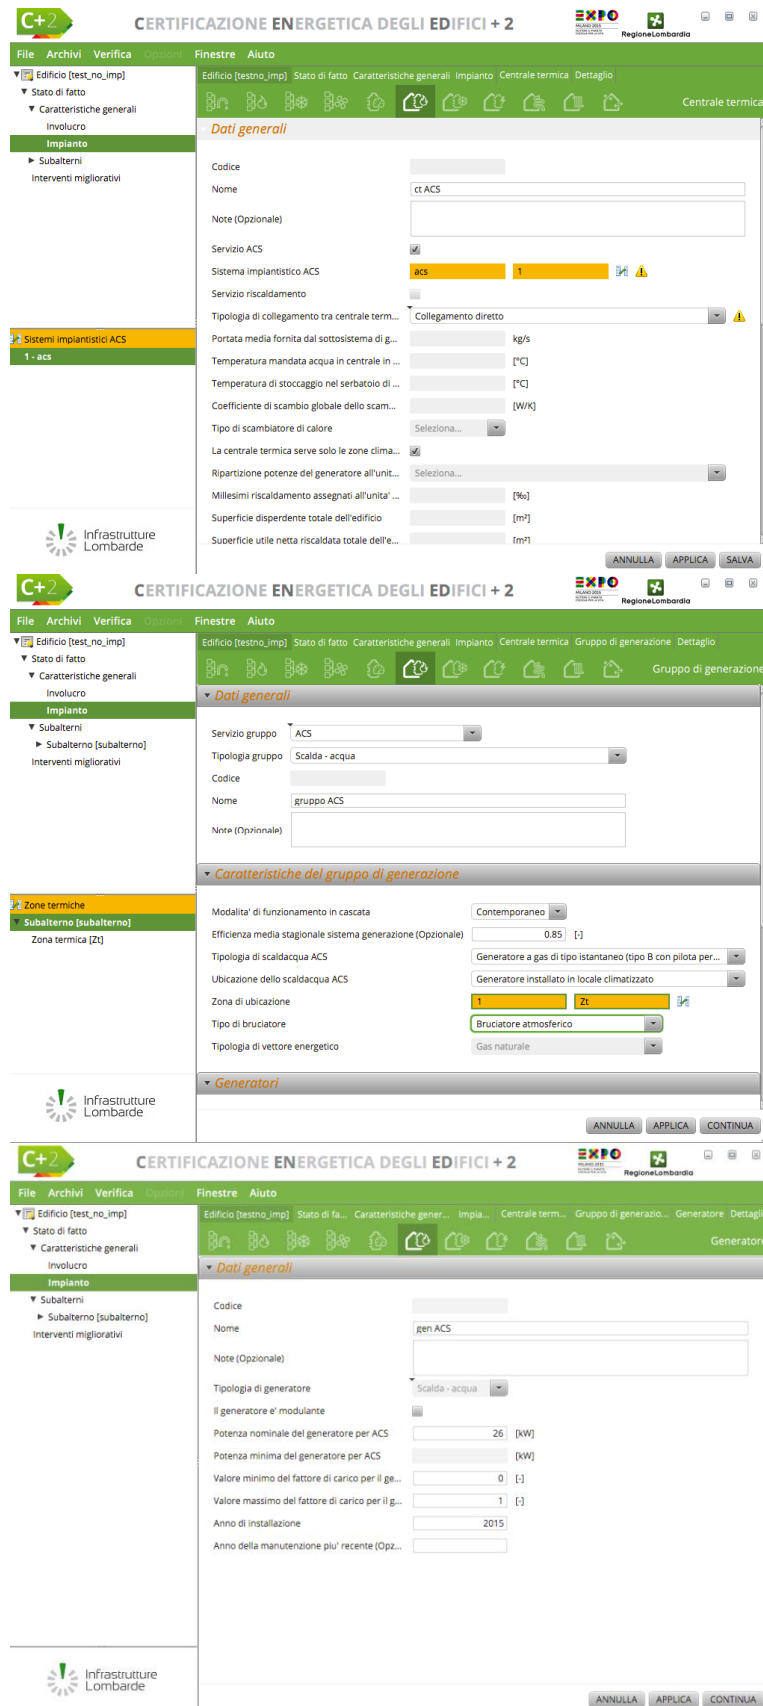 C+2
CERTIFICAZIONE ENERGETICA DEGLI EDIFICI + 2
EXPO
MILANO 2015
RegioneLombardia
File Archivi Verifica Opzioni Finestre Aiuto
Edificio [test_no_imp]
Stato di fatto
Caratteristiche generali
Involucro
Impianto
Subalterni
Interventi migliorativi
Edificio [testno_imp] Stato di fatto Caratteristiche generali Impianto Centrale termica Dettaglio
Centrale termica
Dati generali
Codice
Nome ct ACS
Note (Opzionale)
Servizio ACS
Sistema impiantistico ACS acs 1
Servizio riscaldamento
Tipologia di collegamento tra centrale term... Collegamento diretto
Portata media fornita dal sottosistema di g... kg/s
Temperatura mandata acqua in centrale in ... [°C]
Temperatura di stoccaggio nel serbatoio di ... [°C]
Coefficiente di scambio globale dello scam... [W/K]
Tipo di scambiatore di calore Seleziona...
La centrale termica serve solo le zone clima...
Ripartizione potenze del generatore all'unit... Seleziona...
Millesimi riscaldamento assegnati all'unita' ... [‰]
Superficie disperdente totale dell'edificio [m²]
Superficie utile netta riscaldata totale dell'e... [m²]
Sistemi impiantistici ACS
1 - acs
Infrastrutture
Lombarde
ANNULLA APPLICA SALVA
C+2
CERTIFICAZIONE ENERGETICA DEGLI EDIFICI + 2
EXPO
MILANO 2015
RegioneLombardia
File Archivi Verifica Opzioni Finestre Aiuto
Edificio [test_no_imp]
Stato di fatto
Caratteristiche generali
Involucro
Impianto
Subalterni
Subalterno [subalterno]
Interventi migliorativi
Edificio [testno_imp] Stato di fatto Caratteristiche generali Impianto Centrale termica Gruppo di generazione Dettaglio
Gruppo di generazione
Dati generali
Servizio gruppo ACS
Tipologia gruppo Scalda - acqua
Codice
Nome gruppo ACS
Note (Opzionale)
Caratteristiche del gruppo di generazione
Modalita' di funzionamento in cascata Contemporaneo
Efficienza media stagionale sistema generazione (Opzionale) 0.85 [-]
Tipologia di scaldacqua ACS Generatore a gas di tipo istantaneo (tipo B con pilota per...
Ubicazione dello scaldacqua ACS Generatore installato in locale climatizzato
Zona di ubicazione 1 Zt
Tipo di bruciatore Bruciatore atmosferico
Tipologia di vettore energetico Gas naturale
Generatori
Zone termiche
Subalterno [subalterno]
Zona termica [Zt]
Infrastrutture
Lombarde
ANNULLA APPLICA CONTINUA
C+2
CERTIFICAZIONE ENERGETICA DEGLI EDIFICI + 2
EXPO
MILANO 2015
RegioneLombardia
File Archivi Verifica Opzioni Finestre Aiuto
Edificio [test_no_imp]
Stato di fatto
Caratteristiche generali
Involucro
Impianto
Subalterni
Subalterno [subalterno]
Interventi migliorativi
Edificio [testno_imp] Stato di fa... Caratteristiche gener... Impia... Centrale term... Gruppo di generazio... Generatore Dettagli
Generatore
Dati generali
Codice
Nome gen ACS
Note (Opzionale)
Tipologia di generatore Scalda - acqua
Il generatore e' modulante
Potenza nominale del generatore per ACS 26 [kW]
Potenza minima del generatore per ACS [kW]
Valore minimo del fattore di carico per il ge... 0 [-]
Valore massimo del fattore di carico per il g... 1 [-]
Anno di installazione 2015
Anno della manutenzione piu' recente (Opz...
Infrastrutture
Lombarde
ANNULLA APPLICA CONTINUA